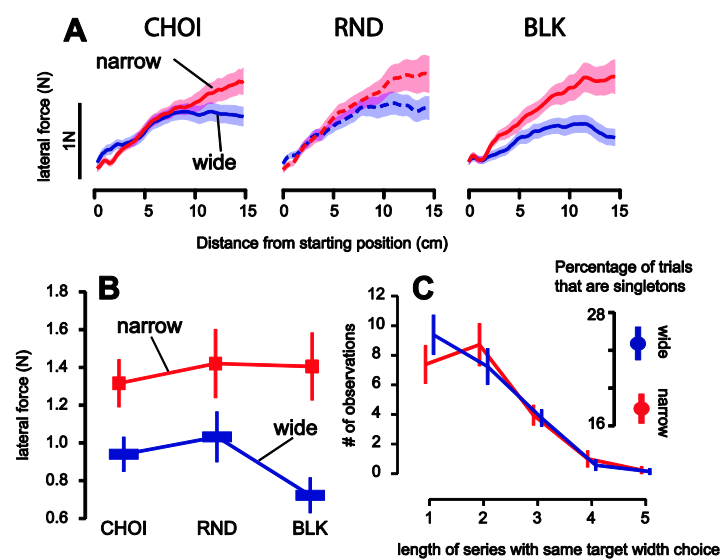 A
CHOI RND BLK
narrow
wide
lateral force (N)
1N
0 5 10 15 0 5 10 15 0 5 10 15
Distance from starting position (cm)
B
lateral force (N)
1.8
1.6
1.4
1.2
1.0
0.8
0.6
narrow
wide
CHOI RND BLK
C
# of observations
12
10
8
6
4
2
0
1 2 3 4 5
length of series with same target width choice
Percentage of trials
that are singletons
28
16
wide
narrow